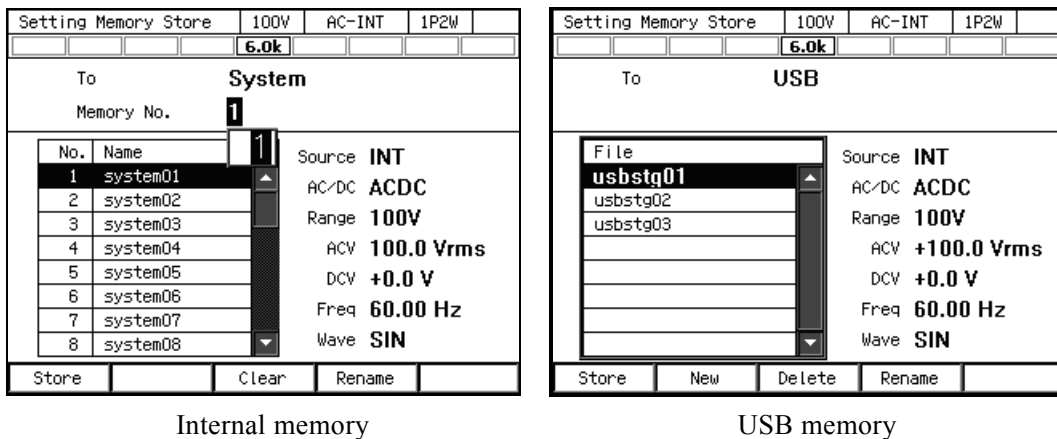 Setting Memory Store 100V AC-INT 1P2W
6.0k
To System
Memory No. 1
1
No. Name
1 system01
2 system02
3 system03
4 system04
5 system05
6 system06
7 system07
8 system08
Source INT
AC/DC ACDC
Range 100V
ACV 100.0 Vrms
DCV +0.0 V
Freq 60.00 Hz
Wave SIN
Store Clear Rename
Internal memory
Setting Memory Store 100V AC-INT 1P2W
6.0k
To USB
File
usbstg01
usbstg02
usbstg03
Source INT
AC/DC ACDC
Range 100V
ACV +100.0 Vrms
DCV +0.0 V
Freq 60.00 Hz
Wave SIN
Store New Delete Rename
USB memory